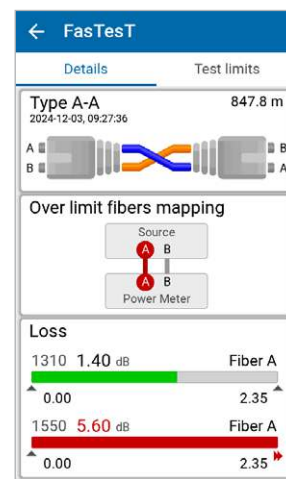 FasTesT
Details Test limits
Type A-A 847.8 m
2024-12-03, 09:27:36
A B
B A
Over limit fibers mapping
Source
A B
A B
Power Meter
Loss
1310 1.40 dB Fiber A
0.00 2.35
1550 5.60 dB Fiber A
0.00 2.35